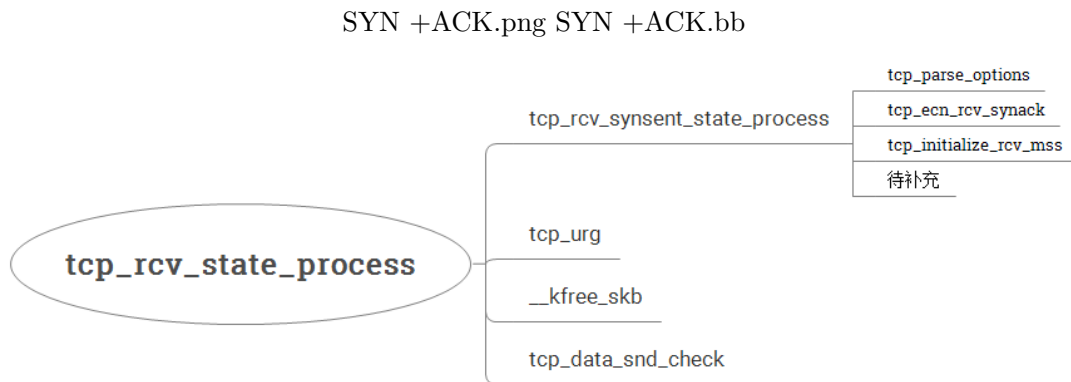 SYN +ACK.png SYN +ACK.bb
tcp_parse_options
tcp_rcv_synsent_state_process
tcp_ecn_rcv_synack
tcp_initialize_rcv_mss
待补充
tcp_urg
tcp_rcv_state_process
__kfree_skb
tcp_data_snd_check